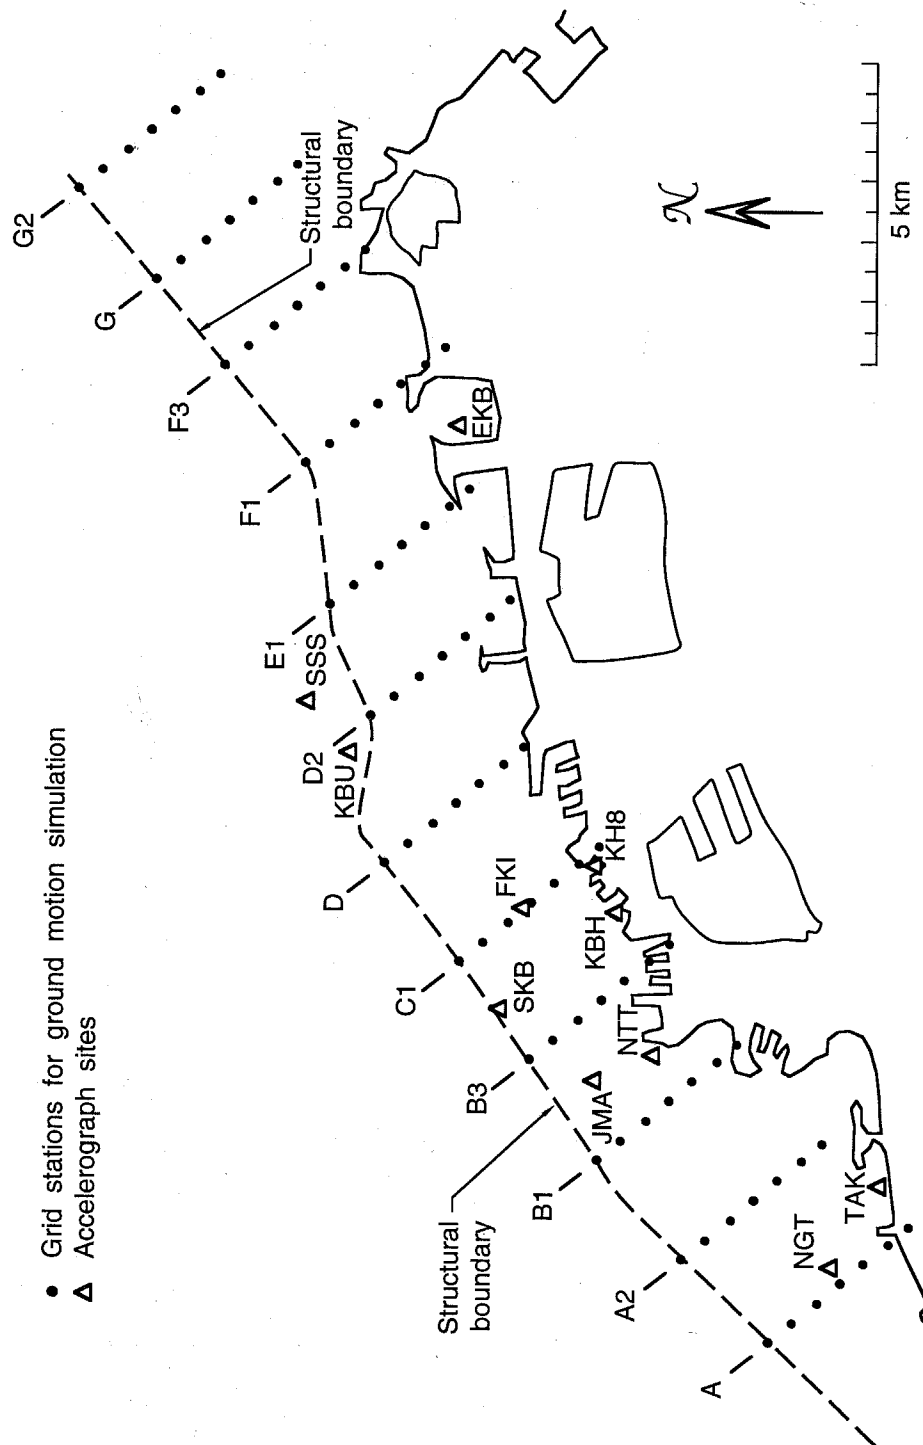 Grid stations for ground motion simulation
Accelerograph sites
G2
G
F3
Structural
boundary
F1
E1
SSS
EKB
D2
KBU
D
FKI
KH8
C1
KBH
SKB
B3
NTT
JMA
B1
Structural
boundary
A2
NGT
TAK
A
N
5 km